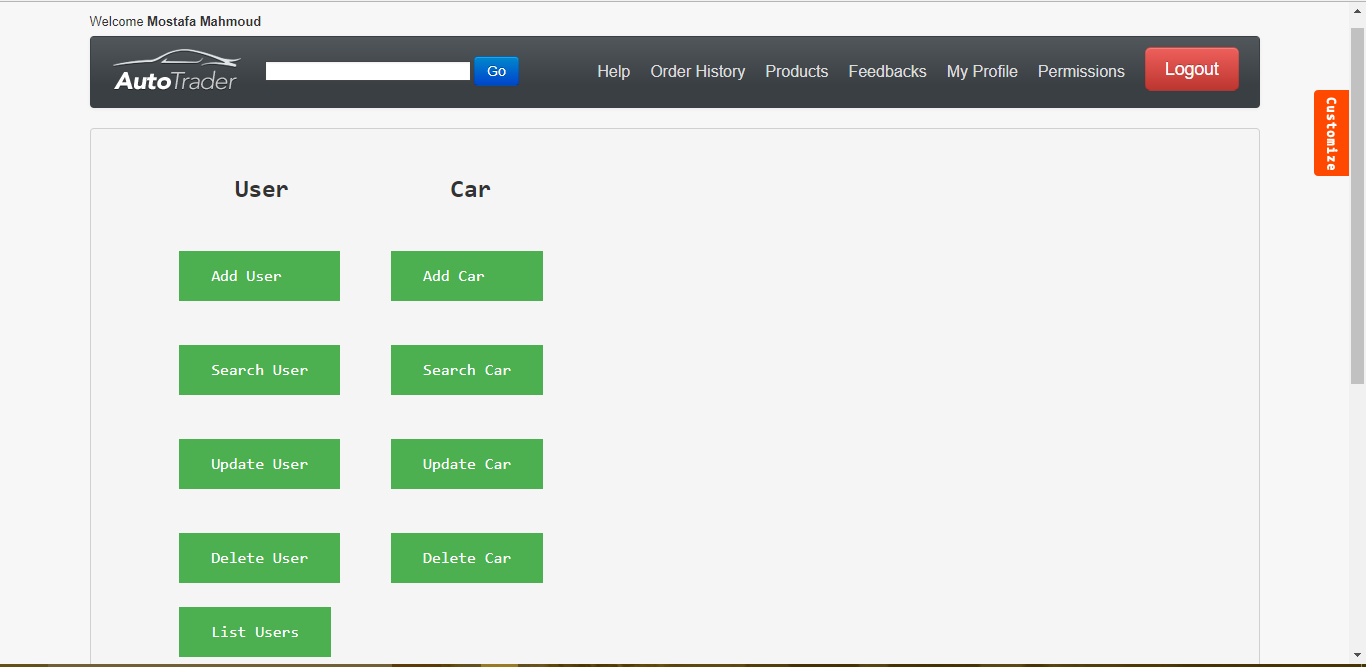 Welcome Mostafa Mahmoud
AutoTrader Go Help Order History Products Feedbacks My Profile Permissions Logout
Customize
User Car
Add User Add Car
Search User Search Car
Update User Update Car
Delete User Delete Car
List Users